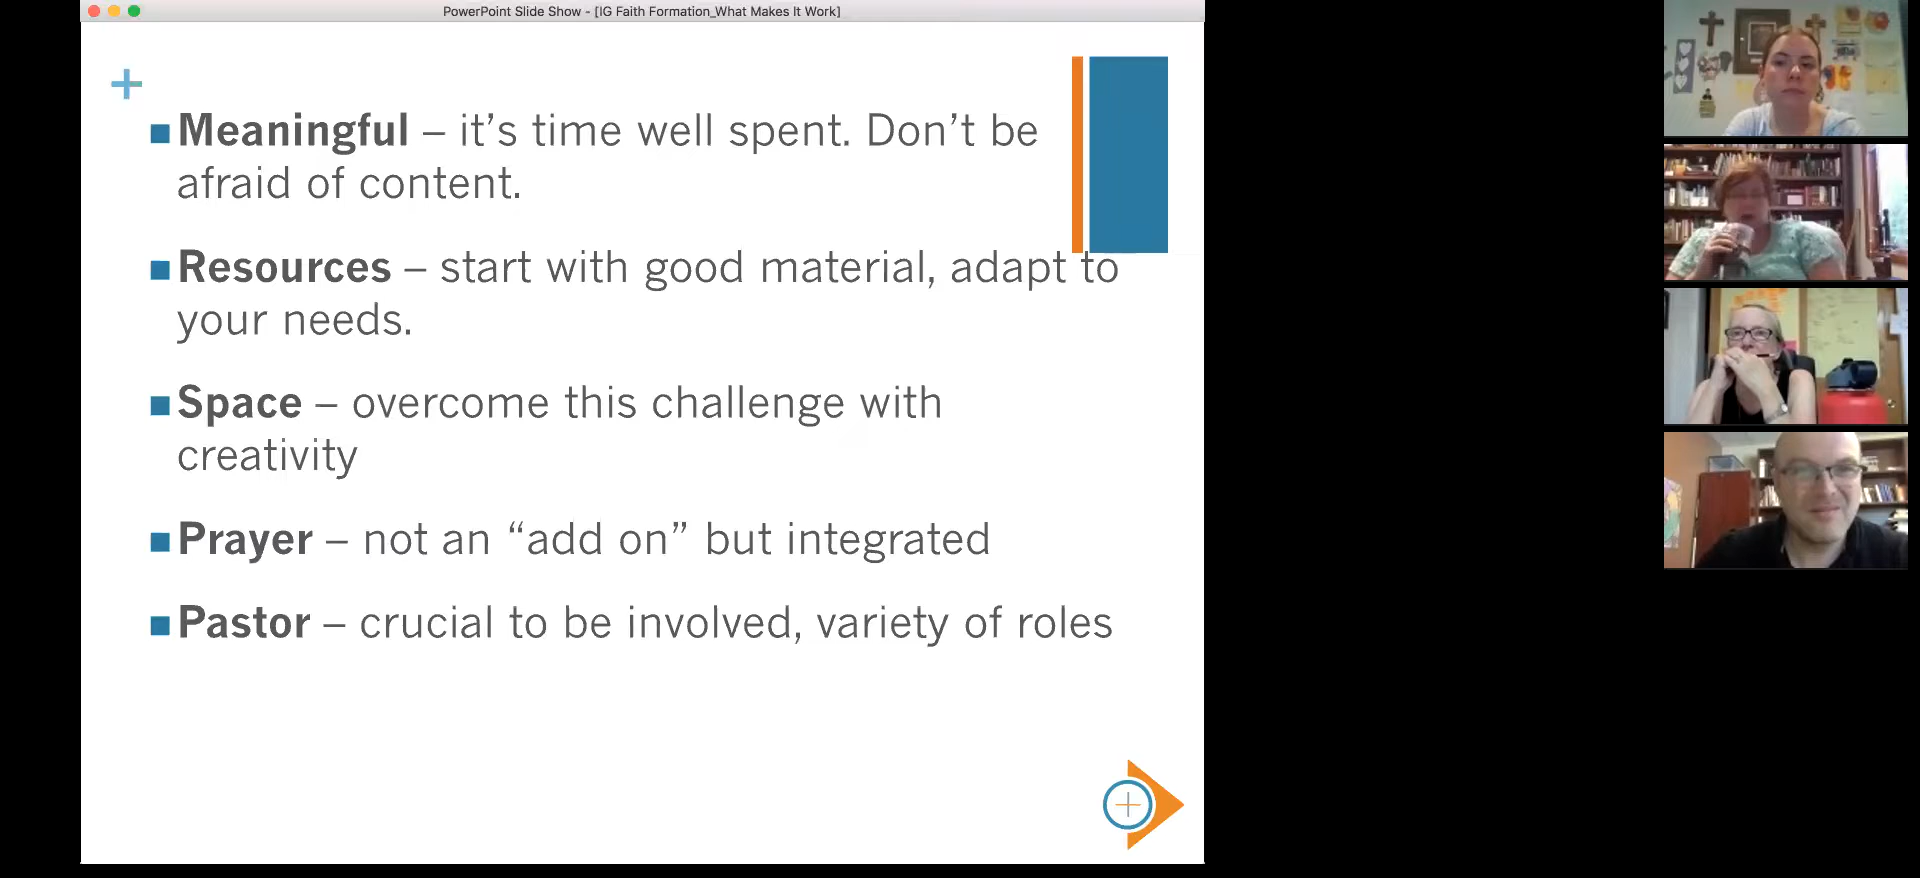 PowerPoint Slide Show - [IG Faith Formation_What Makes It Work]
Meaningful – it’s time well spent. Don’t be
afraid of content.
Resources – start with good material, adapt to
your needs.
Space – overcome this challenge with
creativity
Prayer – not an “add on” but integrated
Pastor – crucial to be involved, variety of roles